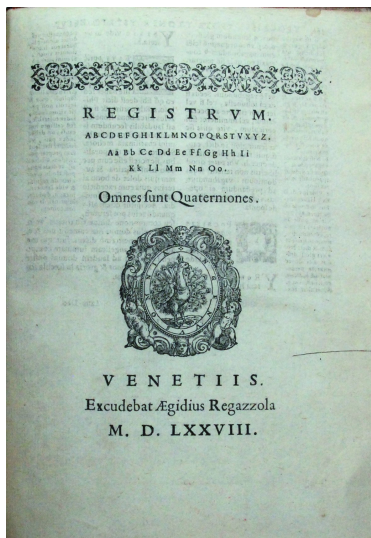 REGISTRVM.
ABCDEFGHIKLMNOPQRSTVXYZ.
Aa Bb Cc Dd Ee Ff Gg Hh Ii
Kk Ll Mm Nn Oo.
Omnes ſunt Quaterniones.
VENETIIS.
Excudebat Ægidius Regazzola
M. D. LXXVIII.